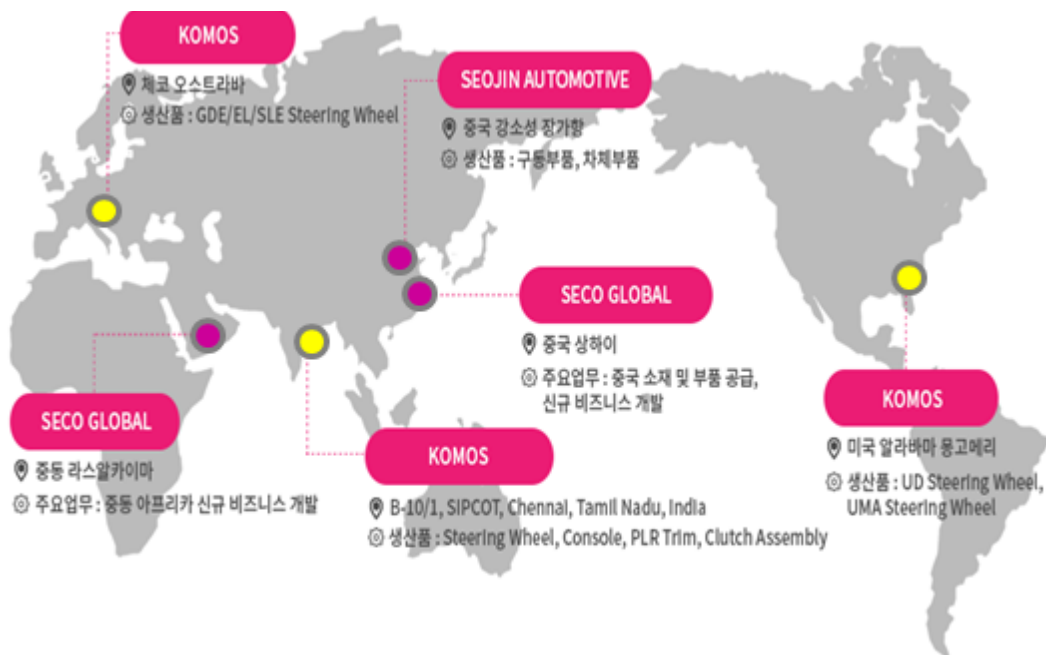 KOMOS
체코 오스트라바
생산품 : GDE/EL/SLE Steering Wheel
SEOJIN AUTOMOTIVE
중국 강소성 장가항
생산품 : 구동부품, 차체부품
SECO GLOBAL
중국 상하이
주요업무 : 중국 소재 및 부품 공급,
신규 비즈니스 개발
SECO GLOBAL
중동 라스알카이마
주요업무 : 중동 아프리카 신규 비즈니스 개발
KOMOS
B-10/1, SIPCOT, Chennai, Tamil Nadu, India
생산품 : Steering Wheel, Console, PLR Trim, Clutch Assembly
KOMOS
미국 알라바마 몽고메리
생산품 : UD Steering Wheel,
UMA Steering Wheel